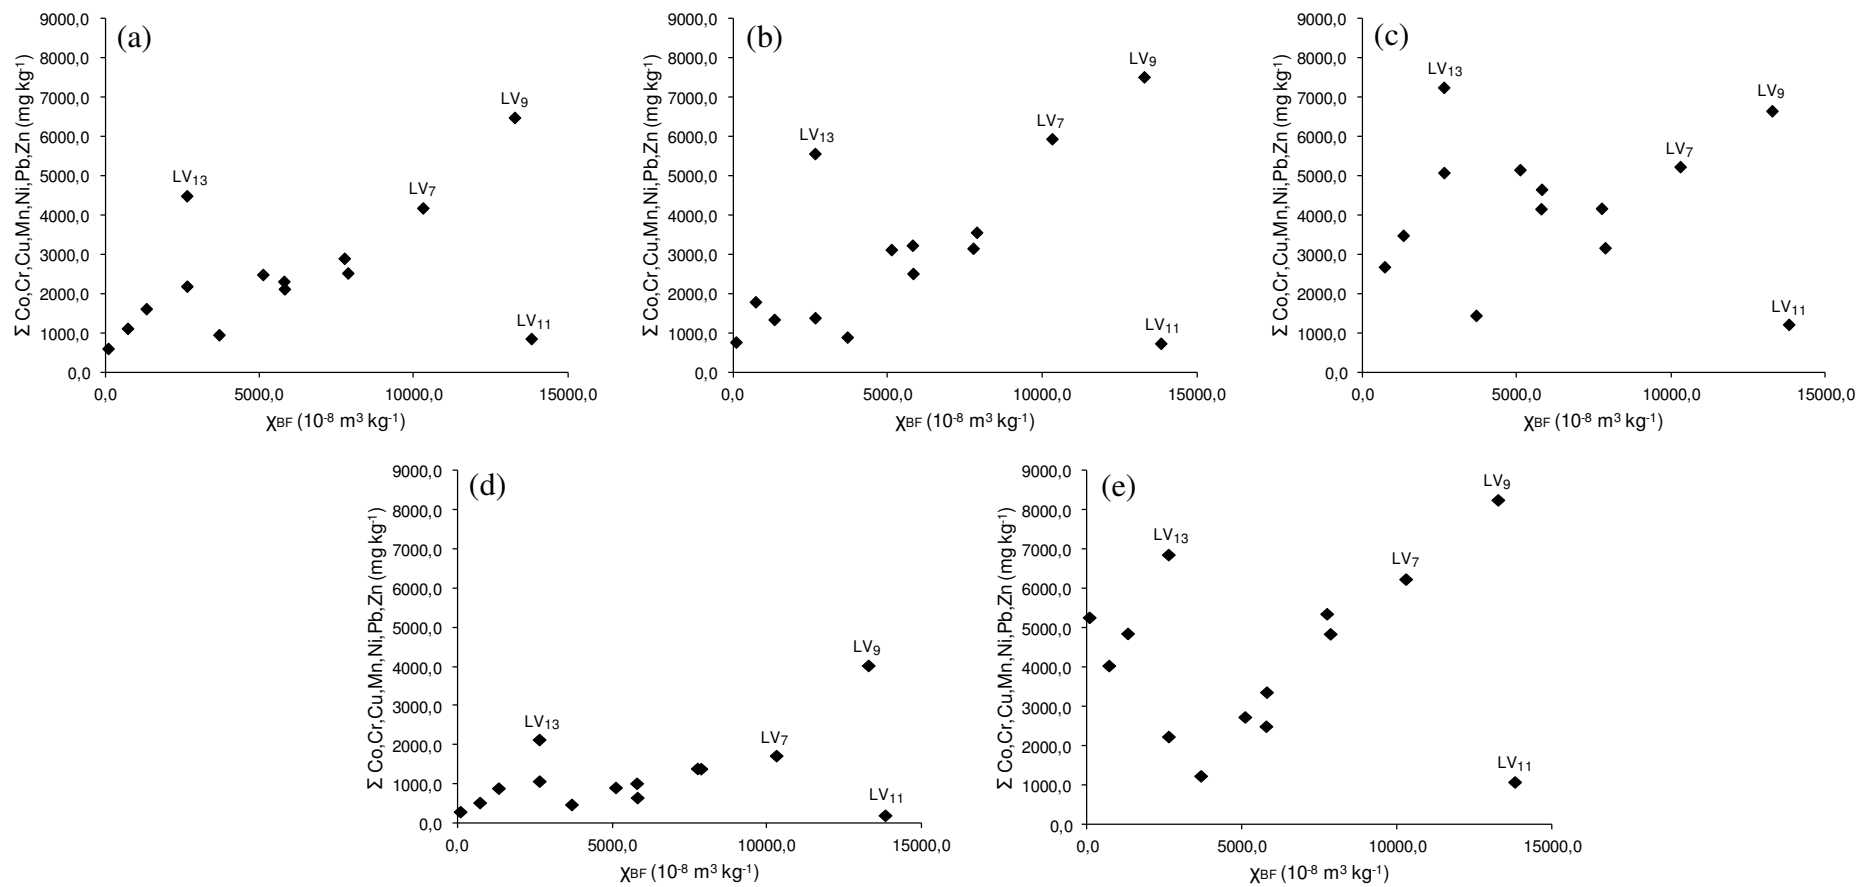 (a)
Σ Co,Cr,Cu,Mn,Ni,Pb,Zn (mg kg-1)
9000,0
8000,0
7000,0
6000,0
5000,0
4000,0
3000,0
2000,0
1000,0
0,0
LV9
LV13
LV7
LV11
0,0 5000,0 10000,0 15000,0
χBF (10-8 m3 kg-1)
(b)
Σ Co,Cr,Cu,Mn,Ni,Pb,Zn (mg kg-1)
9000,0
8000,0
7000,0
6000,0
5000,0
4000,0
3000,0
2000,0
1000,0
0,0
LV9
LV7
LV13
LV11
0,0 5000,0 10000,0 15000,0
χBF (10-8 m3 kg-1)
(c)
Σ Co,Cr,Cu,Mn,Ni,Pb,Zn (mg kg-1)
9000,0
8000,0
7000,0
6000,0
5000,0
4000,0
3000,0
2000,0
1000,0
0,0
LV13
LV9
LV7
LV11
0,0 5000,0 10000,0 15000,0
χBF (10-8 m3 kg-1)
(d)
Σ Co,Cr,Cu,Mn,Ni,Pb,Zn (mg kg-1)
9000,0
8000,0
7000,0
6000,0
5000,0
4000,0
3000,0
2000,0
1000,0
0,0
LV9
LV13
LV7
LV11
0,0 5000,0 10000,0 15000,0
χBF (10-8 m3 kg-1)
(e)
Σ Co,Cr,Cu,Mn,Ni,Pb,Zn (mg kg-1)
9000,0
8000,0
7000,0
6000,0
5000,0
4000,0
3000,0
2000,0
1000,0
0,0
LV9
LV13
LV7
LV11
0,0 5000,0 10000,0 15000,0
χBF (10-8 m3 kg-1)